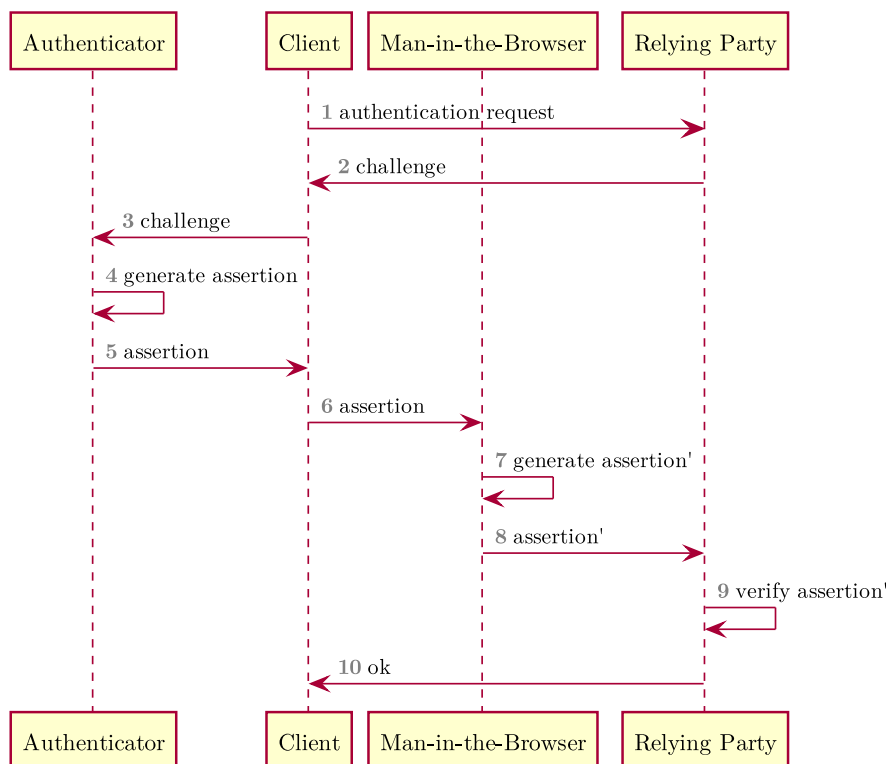 Authenticator
Client
Man-in-the-Browser
Relying Party
1 authentication request
2 challenge
3 challenge
4 generate assertion
5 assertion
6 assertion
7 generate assertion'
8 assertion'
9 verify assertion'
10 ok
Authenticator
Client
Man-in-the-Browser
Relying Party